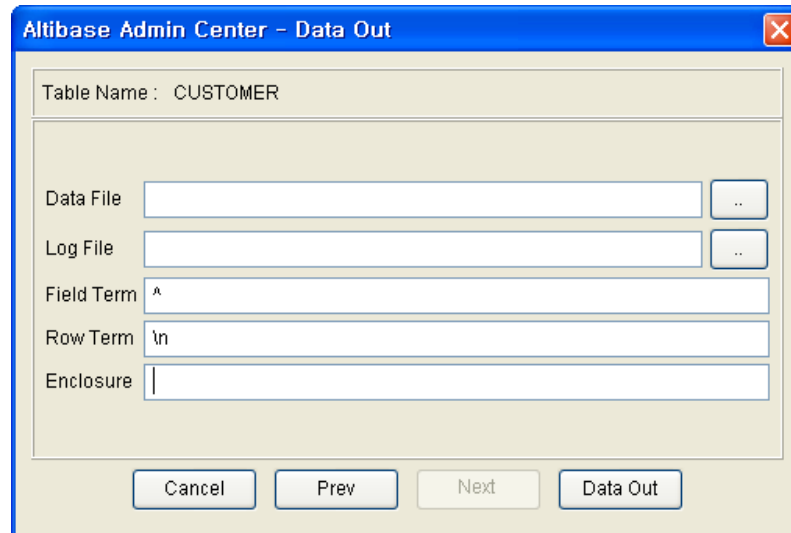 Altibase Admin Center - Data Out
Table Name : CUSTOMER
Data File ..
Log File ..
Field Term ^
Row Term \n
Enclosure
Cancel Prev Next Data Out